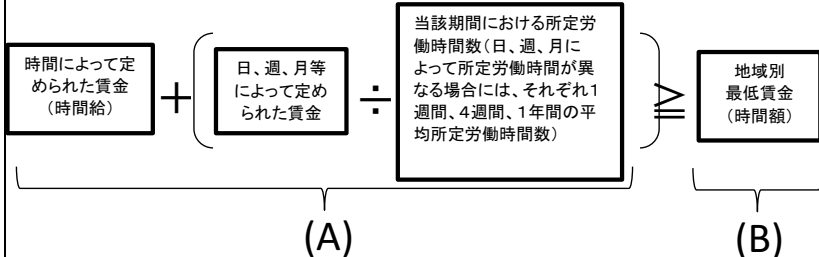 時間によって定
められた賃金
(時間給)
+
日、週、月等
によって定め
られた賃金
÷
当該期間における所定労
働時間数(日、週、月に
よって所定労働時間が異
なる場合には、それぞれ1
週間、4週間、1年間の平
均所定労働時間数)
≧
地域別
最低賃金
(時間額)
(A)
(B)